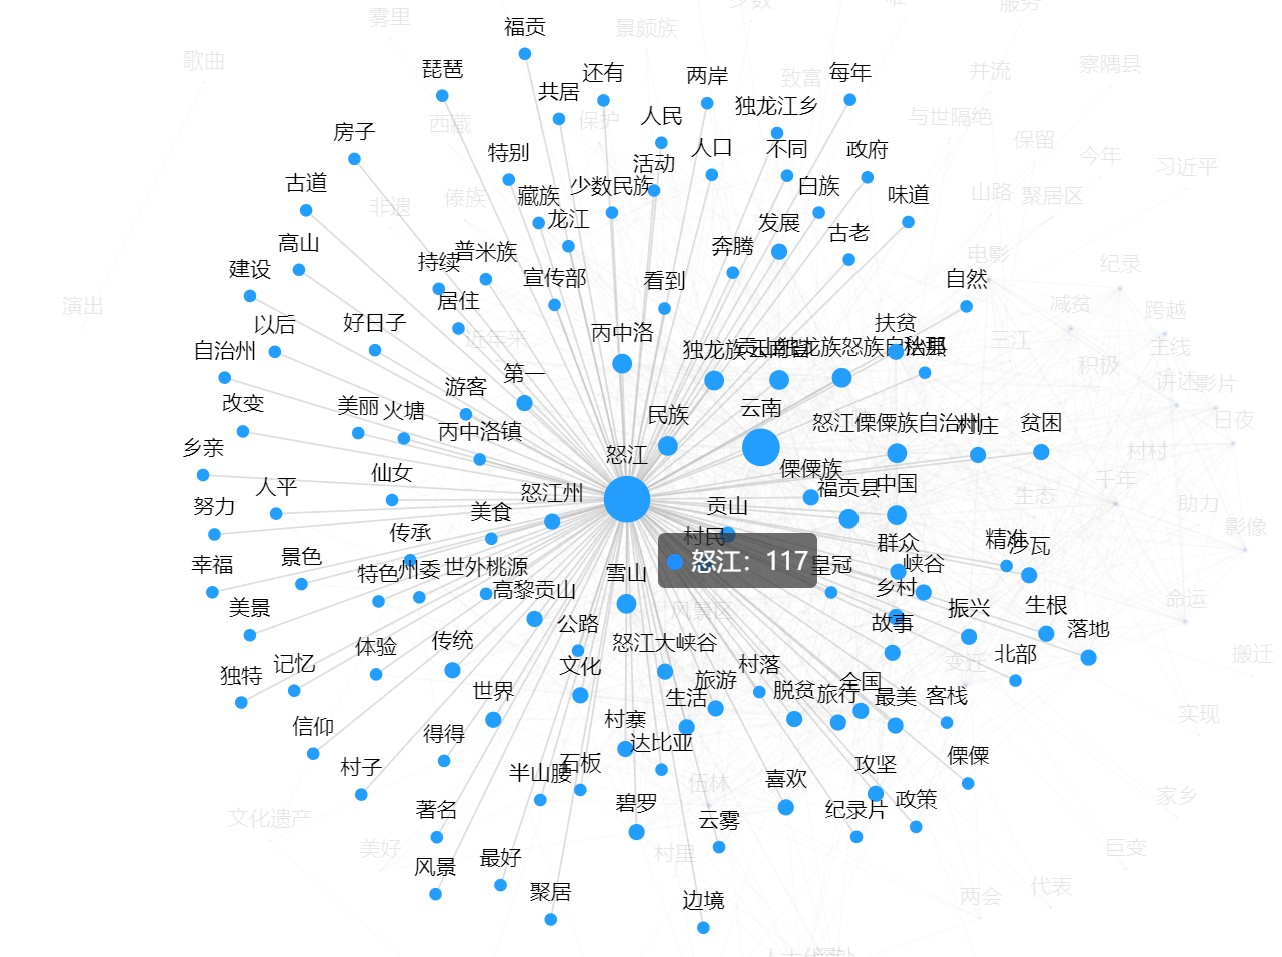 雾里
服务
福贡
景颇族
歌曲
琵琶
还有
两岸
致富
每年
并流
察隅县
共居
独龙江乡
西藏
保护
人民
与世隔绝
房子
保留
特别
活动
人口
不同
政府
今年
习近平
古道
非遗
傣族
藏族
少数民族
白族
味道
山路
聚居区
龙江
发展
古老
高山
持续
普米族
奔腾
电影
纪录
建设
宣传部
看到
自然
演出
居住
减贫
跨越
以后
好日子
近年来
丙中洛
扶贫
三江
主线
自治州
独龙族
积极
讲述
影片
游客
第一
改变
美丽
火塘
民族
云南
日夜
丙中洛镇
怒江傈僳族自治州
村庄
贫困
乡亲
怒江
村村
仙女
傈僳族
千年
人平
怒江州
福贡县
中国
生态
努力
美食
贡山
助力
传承
村民
群众
精准
沙瓦
影像
幸福
景色
怒江：117
特色
州委
世外桃源
雪山
皇冠
峡谷
乡村
美景
高黎贡山
风景区
振兴
生根
命运
公路
故事
落地
体验
传统
怒江大峡谷
北部
搬迁
独特
记忆
文化
村落
变迁
世界
生活
旅游
脱贫
旅行
全国
最美
客栈
实现
信仰
得得
村寨
达比亚
村子
半山腰
石板
伍林
喜欢
攻坚
傈僳
著名
碧罗
云雾
纪录片
政策
家乡
文化遗产
美好
村里
巨变
风景
最好
聚居
边境
两会
代表